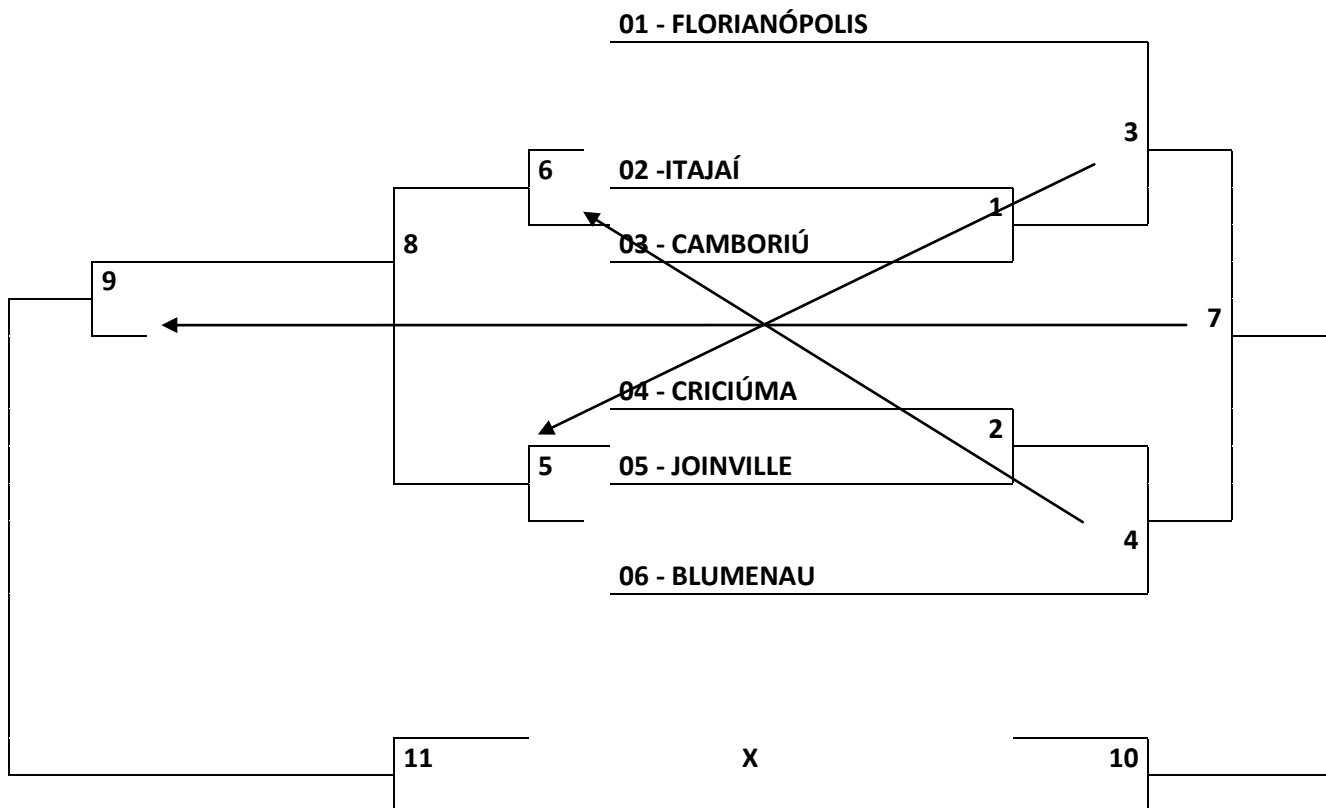 01 - FLORIANÓPOLIS
3
6
02 -ITAJAÍ
1
8
03 - CAMBORIÚ
9
7
04 - CRICIÚMA
2
5
05 - JOINVILLE
4
06 - BLUMENAU
11
X
10